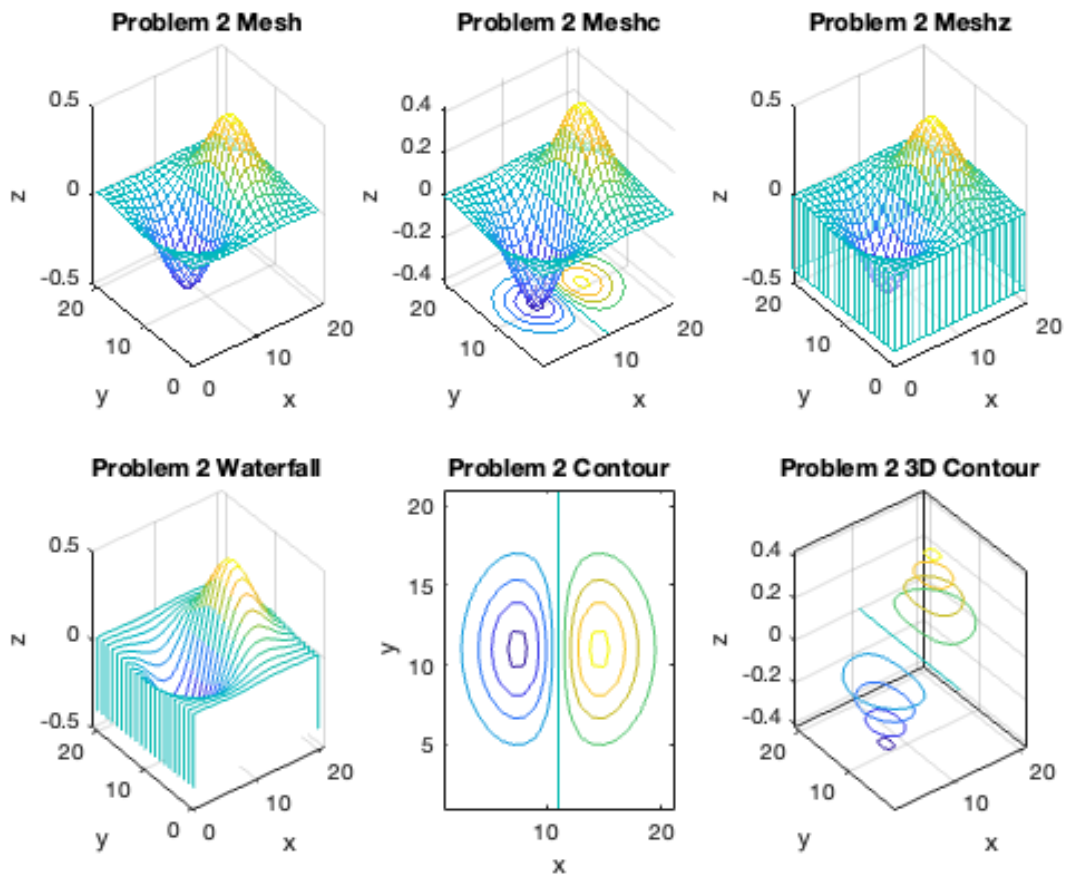 Problem 2 Mesh
0.5
0
-0.5
z
20
10
0
y
0
10
20
x
Problem 2 Meshc
0.4
0.2
0
-0.2
-0.4
z
20
10
y
10
20
x
Problem 2 Meshz
0.5
0
-0.5
z
20
10
0
y
0
10
20
x
Problem 2 Waterfall
0.5
0
-0.5
z
20
10
0
y
0
10
20
x
Problem 2 Contour
20
15
10
5
y
10
20
x
Problem 2 3D Contour
0.4
0.2
0
-0.2
-0.4
z
20
10
y
10
20
x